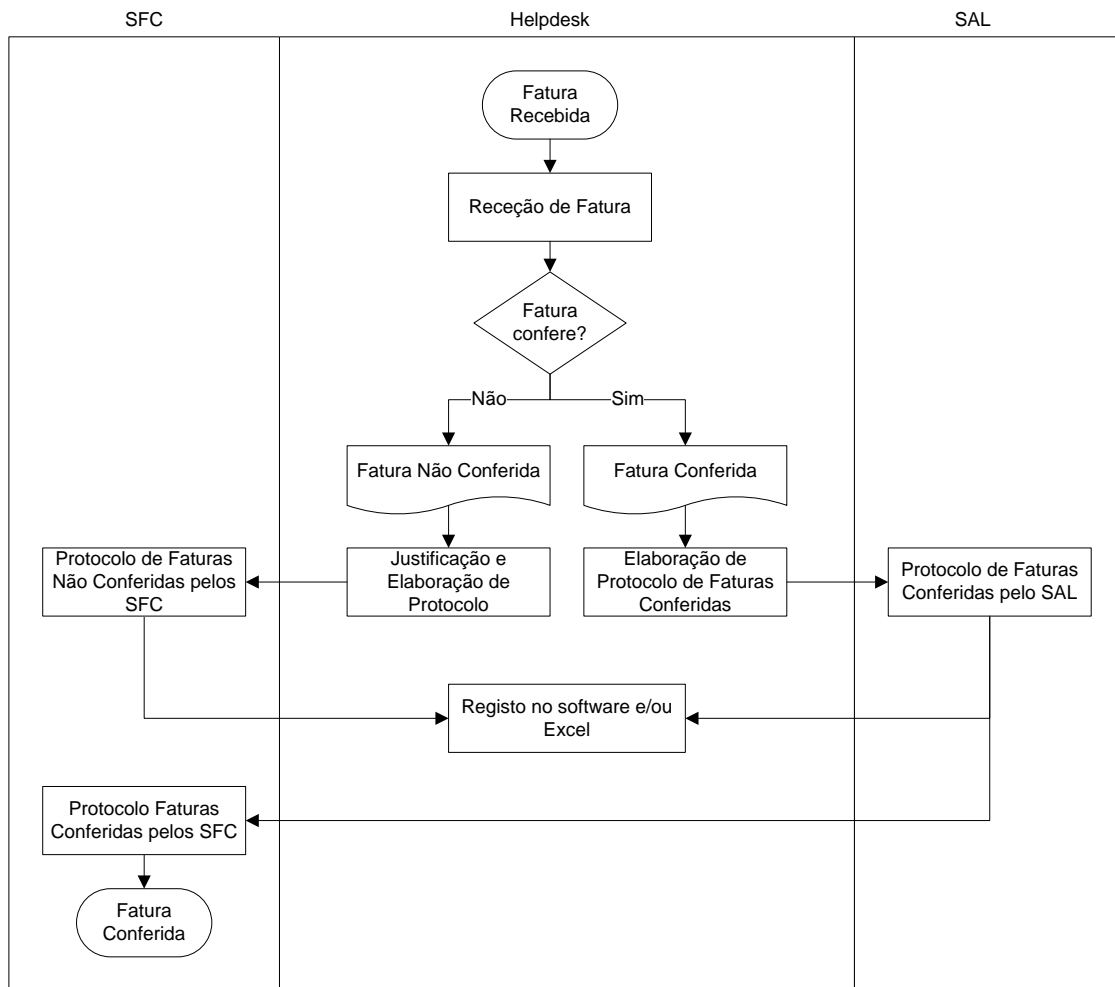 SFC
Helpdesk
SAL
Fatura
Recebida
Receção de Fatura
Fatura
confere?
Não
Sim
Fatura Não Conferida
Fatura Conferida
Protocolo de Faturas
Não Conferidas pelos
SFC
Justificação e
Elaboração de
Protocolo
Elaboração de
Protocolo de Faturas
Conferidas
Protocolo de Faturas
Conferidas pelo SAL
Registo no software e/ou
Excel
Protocolo Faturas
Conferidas pelos SFC
Fatura
Conferida